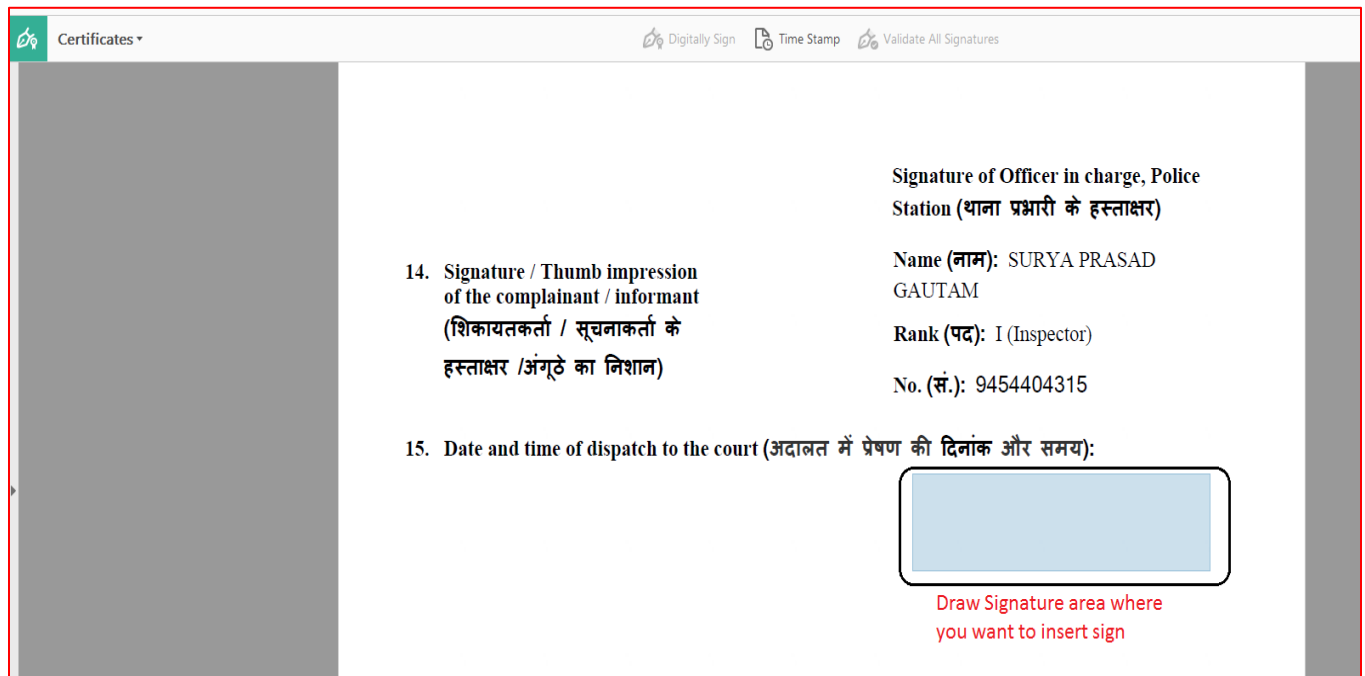 Certificates
Digitally Sign Time Stamp Validate All Signatures
Signature of Officer in charge, Police
Station (थाना प्रभारी के हस्ताक्षर)
Name (नाम): SURYA PRASAD
GAUTAM
Rank (पद): I (Inspector)
No. (सं.): 9454404315
14. Signature / Thumb impression
of the complainant / informant
(शिकायतकर्ता / सूचनाकर्ता के
हस्ताक्षर /अंगूठे का निशान)
15. Date and time of dispatch to the court (अदालत में प्रेषण की दिनांक और समय):
Draw Signature area where
you want to insert sign